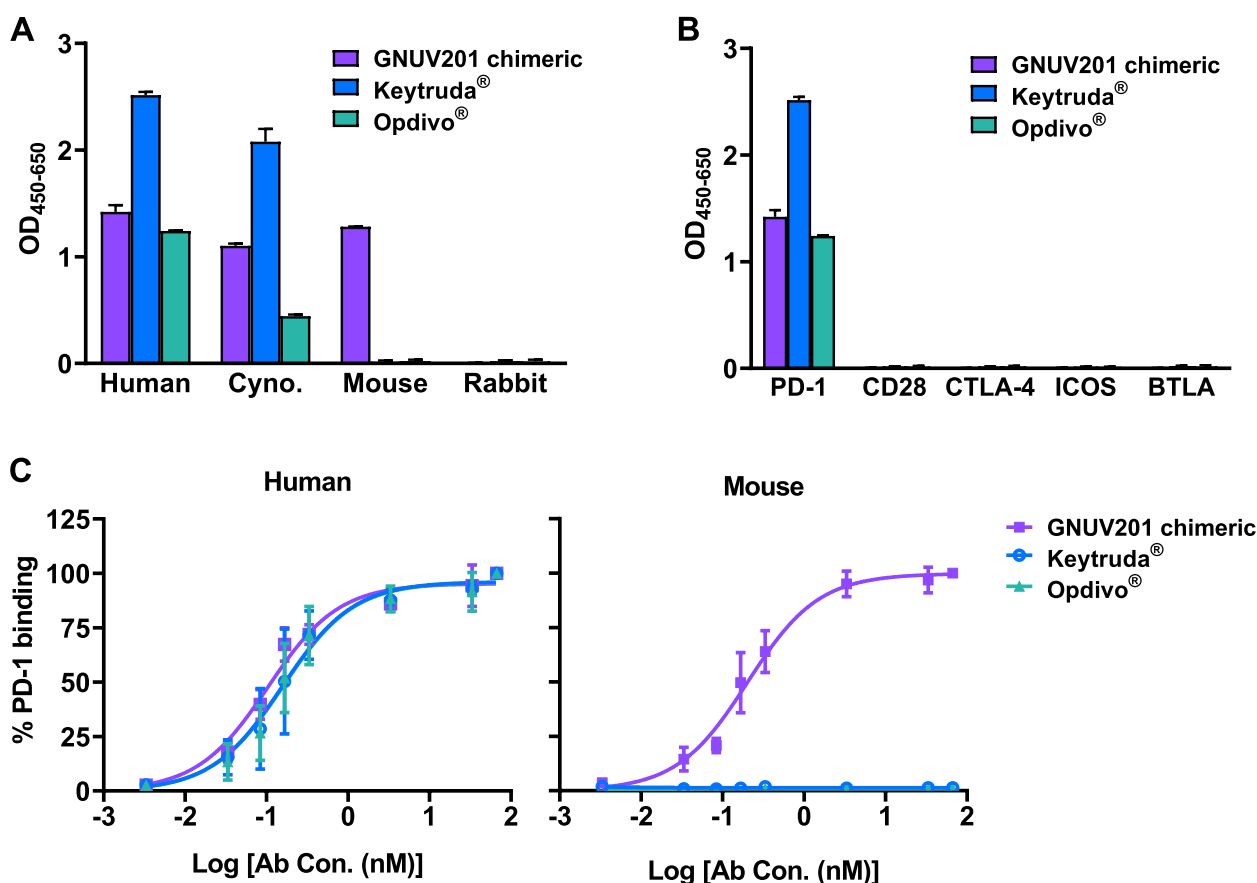 A
3
2
1
0
OD450-650
GNUV201 chimeric
Keytruda®
Opdivo®
Human Cyno. Mouse Rabbit
B
3
2
1
0
OD450-650
GNUV201 chimeric
Keytruda®
Opdivo®
PD-1 CD28 CTLA-4 ICOS BTLA
C
Human
125
100
75
50
25
0
% PD-1 binding
-3 -2 -1 0 1 2
Log [Ab Con. (nM)]
Mouse
-3 -2 -1 0 1 2
Log [Ab Con. (nM)]
GNUV201 chimeric
Keytruda®
Opdivo®